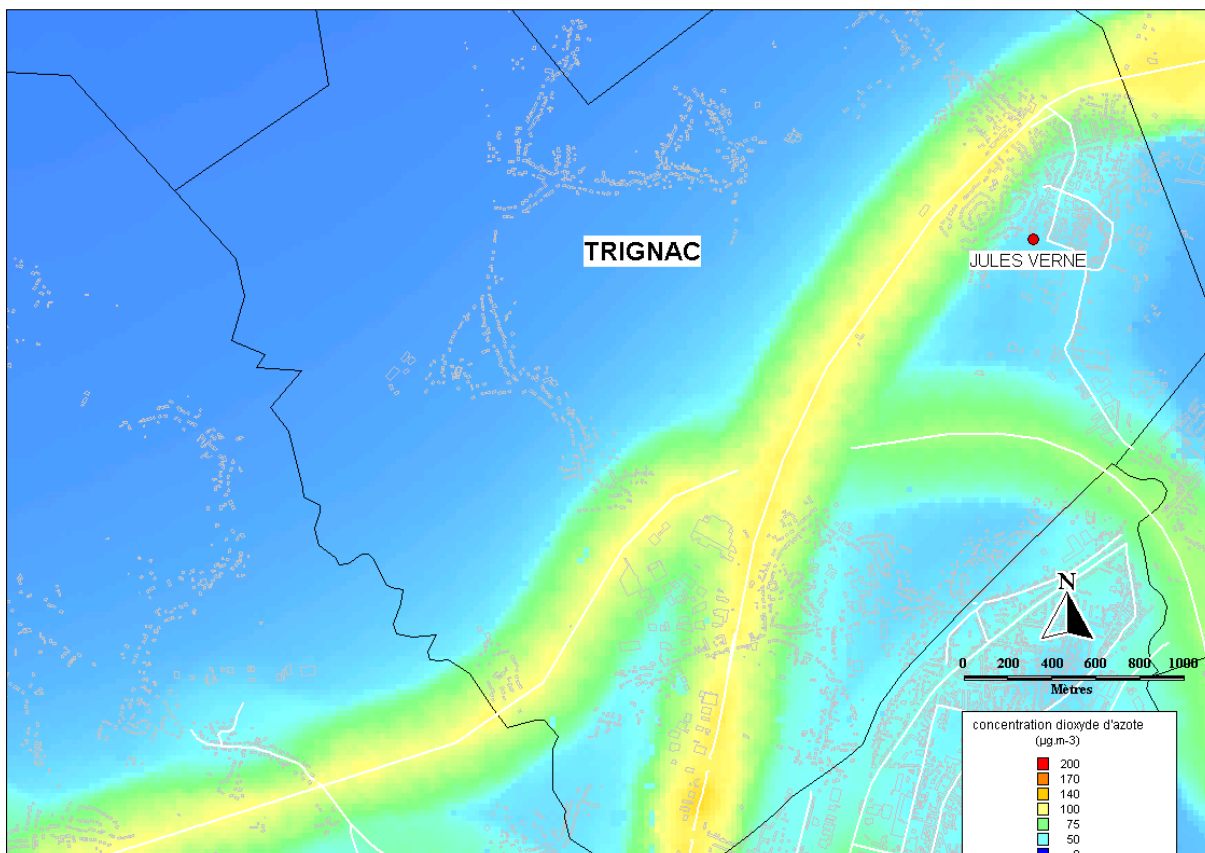 TRIGNAC
JULES VERNE
N
0 200 400 600 800 1000
Mètres
concentration dioxyde d'azote
(µg.m-3)
200
170
140
100
75
50
0